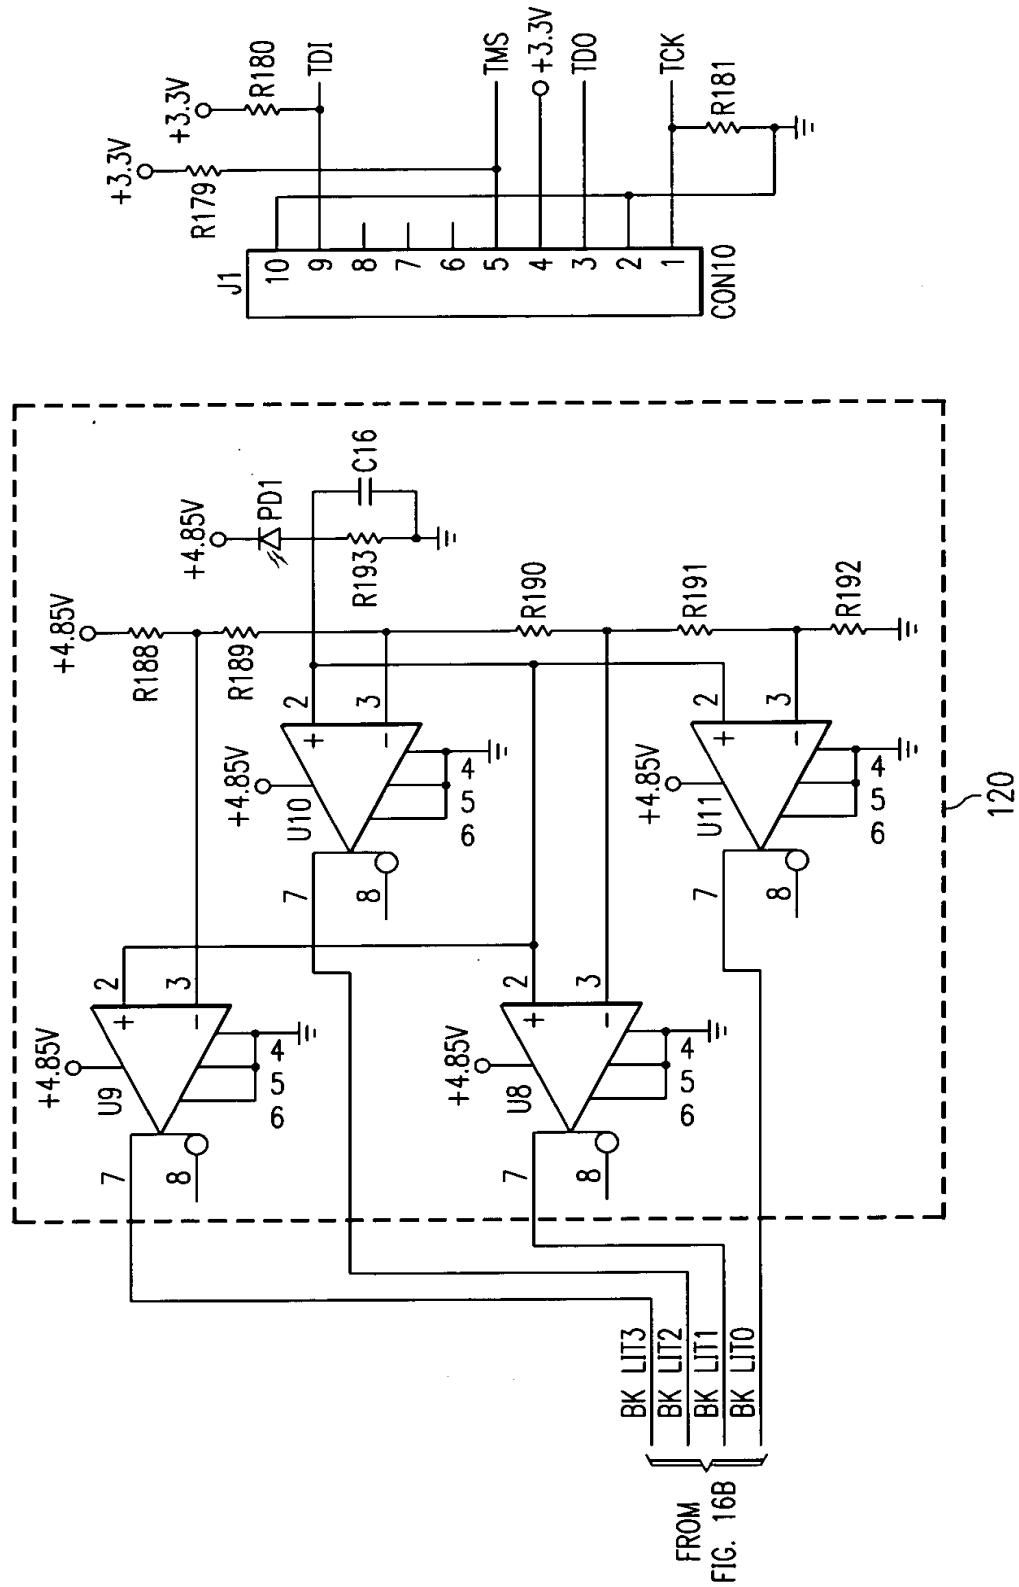 +3.3V
R180
TDI
+3.3V
R179
TMS
+3.3V
TDO
TCK
R181
J1
10
9
8
7
6
5
4
3
2
1
CON10
+4.85V
PD1
C16
R193
+4.85V
R188
R189
R190
R191
R192
2
3
+
-
+4.85V
U10
4
5
6
7
8
2
3
+
-
+4.85V
U11
4
5
6
7
8
2
3
+
-
+4.85V
U9
4
5
6
7
8
2
3
+
-
+4.85V
U8
4
5
6
7
8
120
BK LIT3
BK LIT2
BK LIT1
BK LIT0
FROM
FIG. 16B